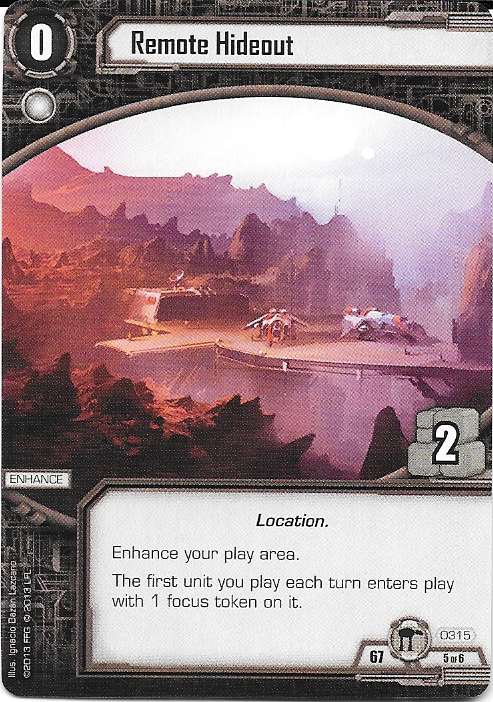 0
Remote Hideout
2
ENHANCE
Location.
Enhance your play area.
The first unit you play each turn enters play
with 1 focus token on it.
0315
67
5 OF 6
Illus. Ignacio Bazán Lazcano
©2013 FFG ©2013 LFL